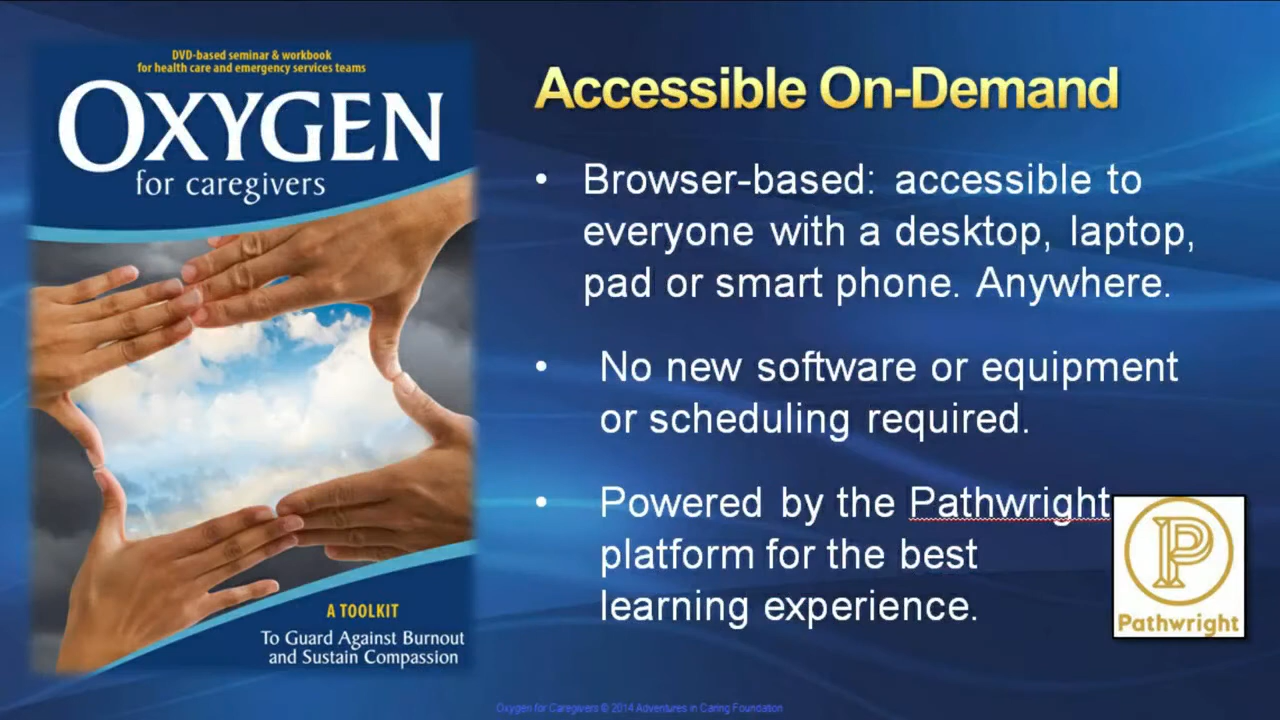 DVD-based seminar & workbook
for health care and emergency services teams
OXYGEN
for caregivers
A TOOLKIT
To Guard Against Burnout
and Sustain Compassion
Accessible On-Demand
• Browser-based: accessible to
everyone with a desktop, laptop,
pad or smart phone. Anywhere.
• No new software or equipment
or scheduling required.
• Powered by the Pathwright
platform for the best
learning experience.
P
Pathwright
Oxygen for Caregivers © 2014 Adventures in Caring Foundation